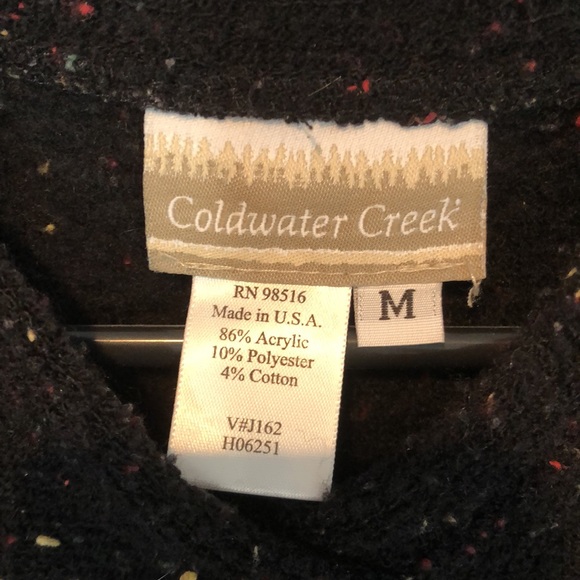 Coldwater Creek
RN 98516
Made in U.S.A.
86% Acrylic
10% Polyester
4% Cotton
V#J162
H06251
M